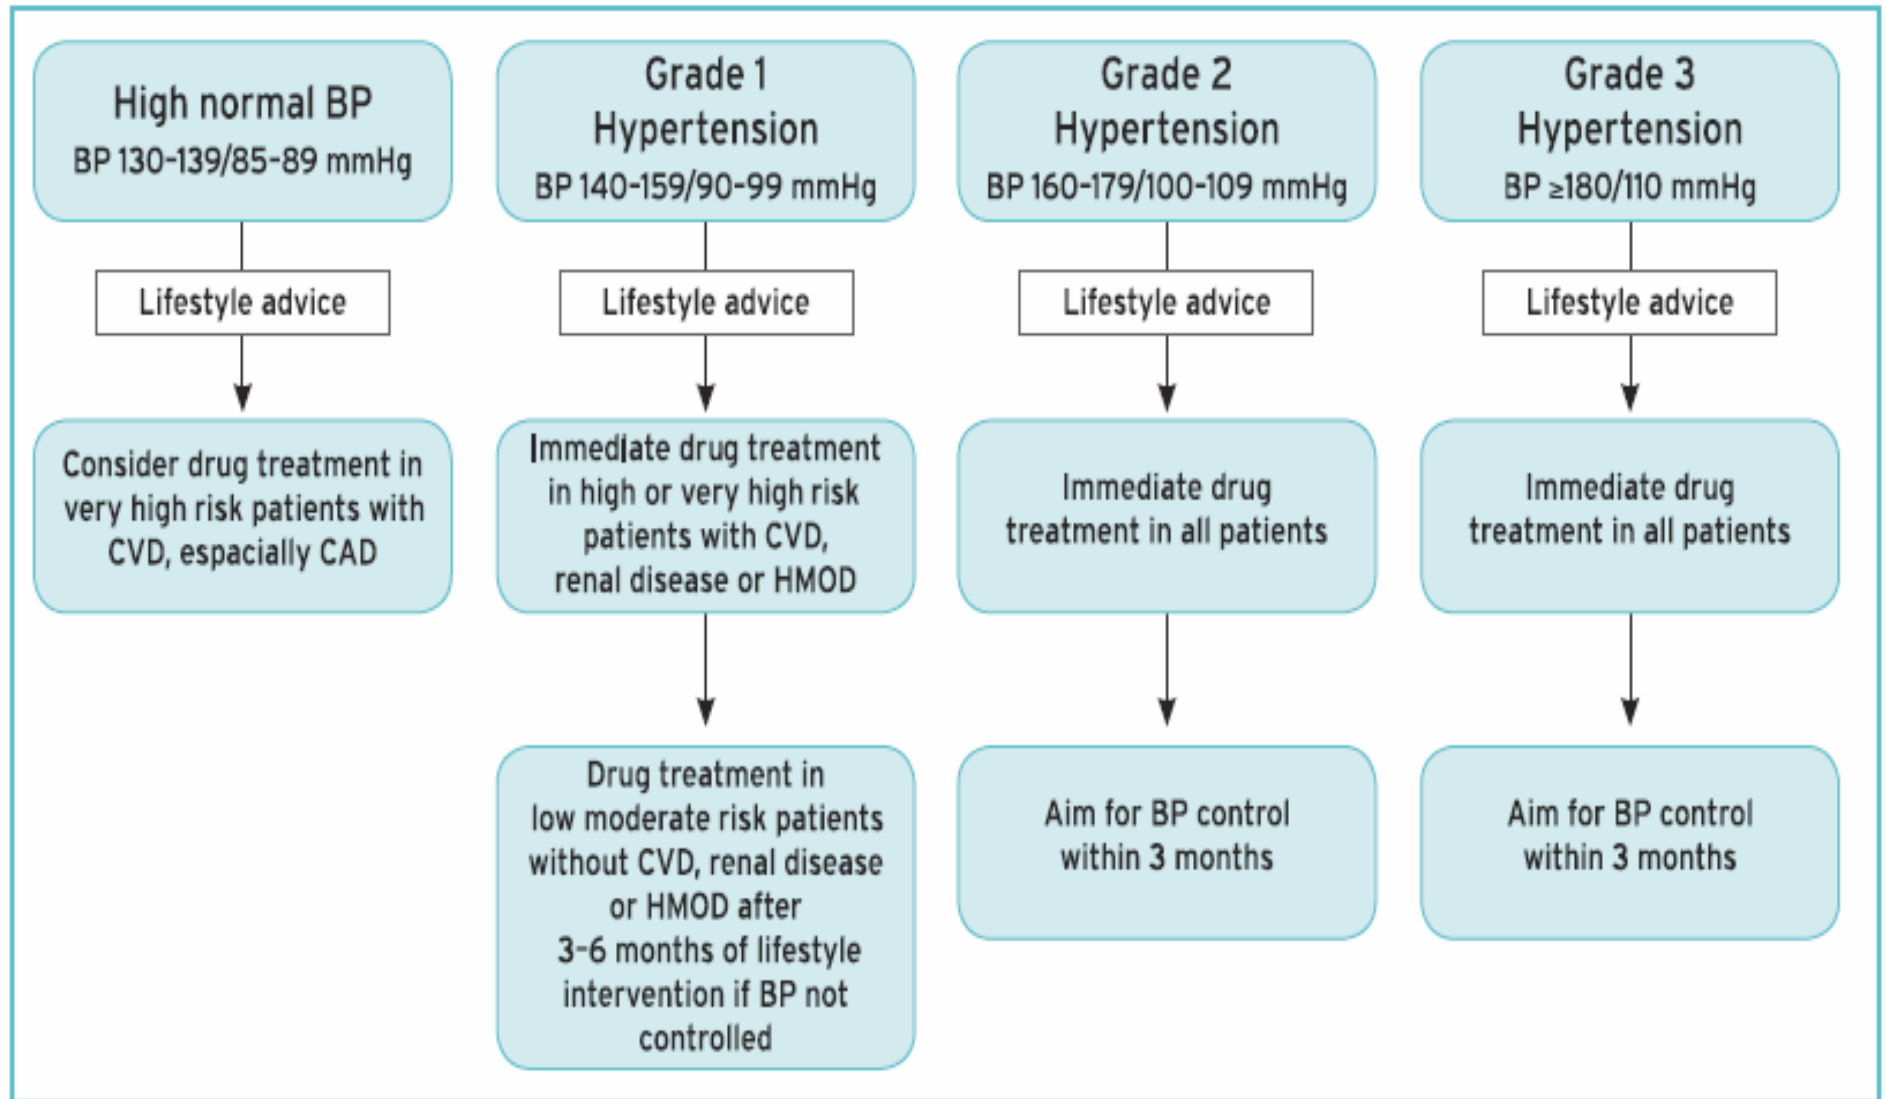 High normal BP
BP 130-139/85-89 mmHg
Lifestyle advice
Consider drug treatment in
very high risk patients with
CVD, espacially CAD
Grade 1
Hypertension
BP 140-159/90-99 mmHg
Lifestyle advice
Immediate drug treatment
in high or very high risk
patients with CVD,
renal disease or HMOD
Drug treatment in
low moderate risk patients
without CVD, renal disease
or HMOD after
3-6 months of lifestyle
intervention if BP not
controlled
Grade 2
Hypertension
BP 160-179/100-109 mmHg
Lifestyle advice
Immediate drug
treatment in all patients
Aim for BP control
within 3 months
Grade 3
Hypertension
BP ≥180/110 mmHg
Lifestyle advice
Immediate drug
treatment in all patients
Aim for BP control
within 3 months